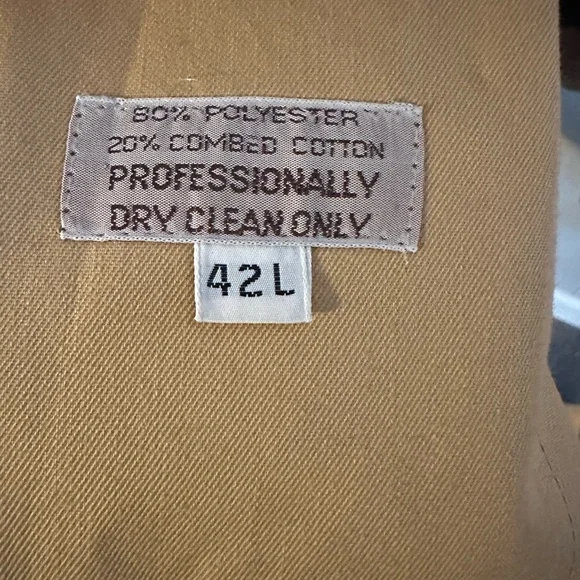 80% POLYESTER
20% COMBED COTTON
PROFESSIONALLY
DRY CLEAN ONLY
42L